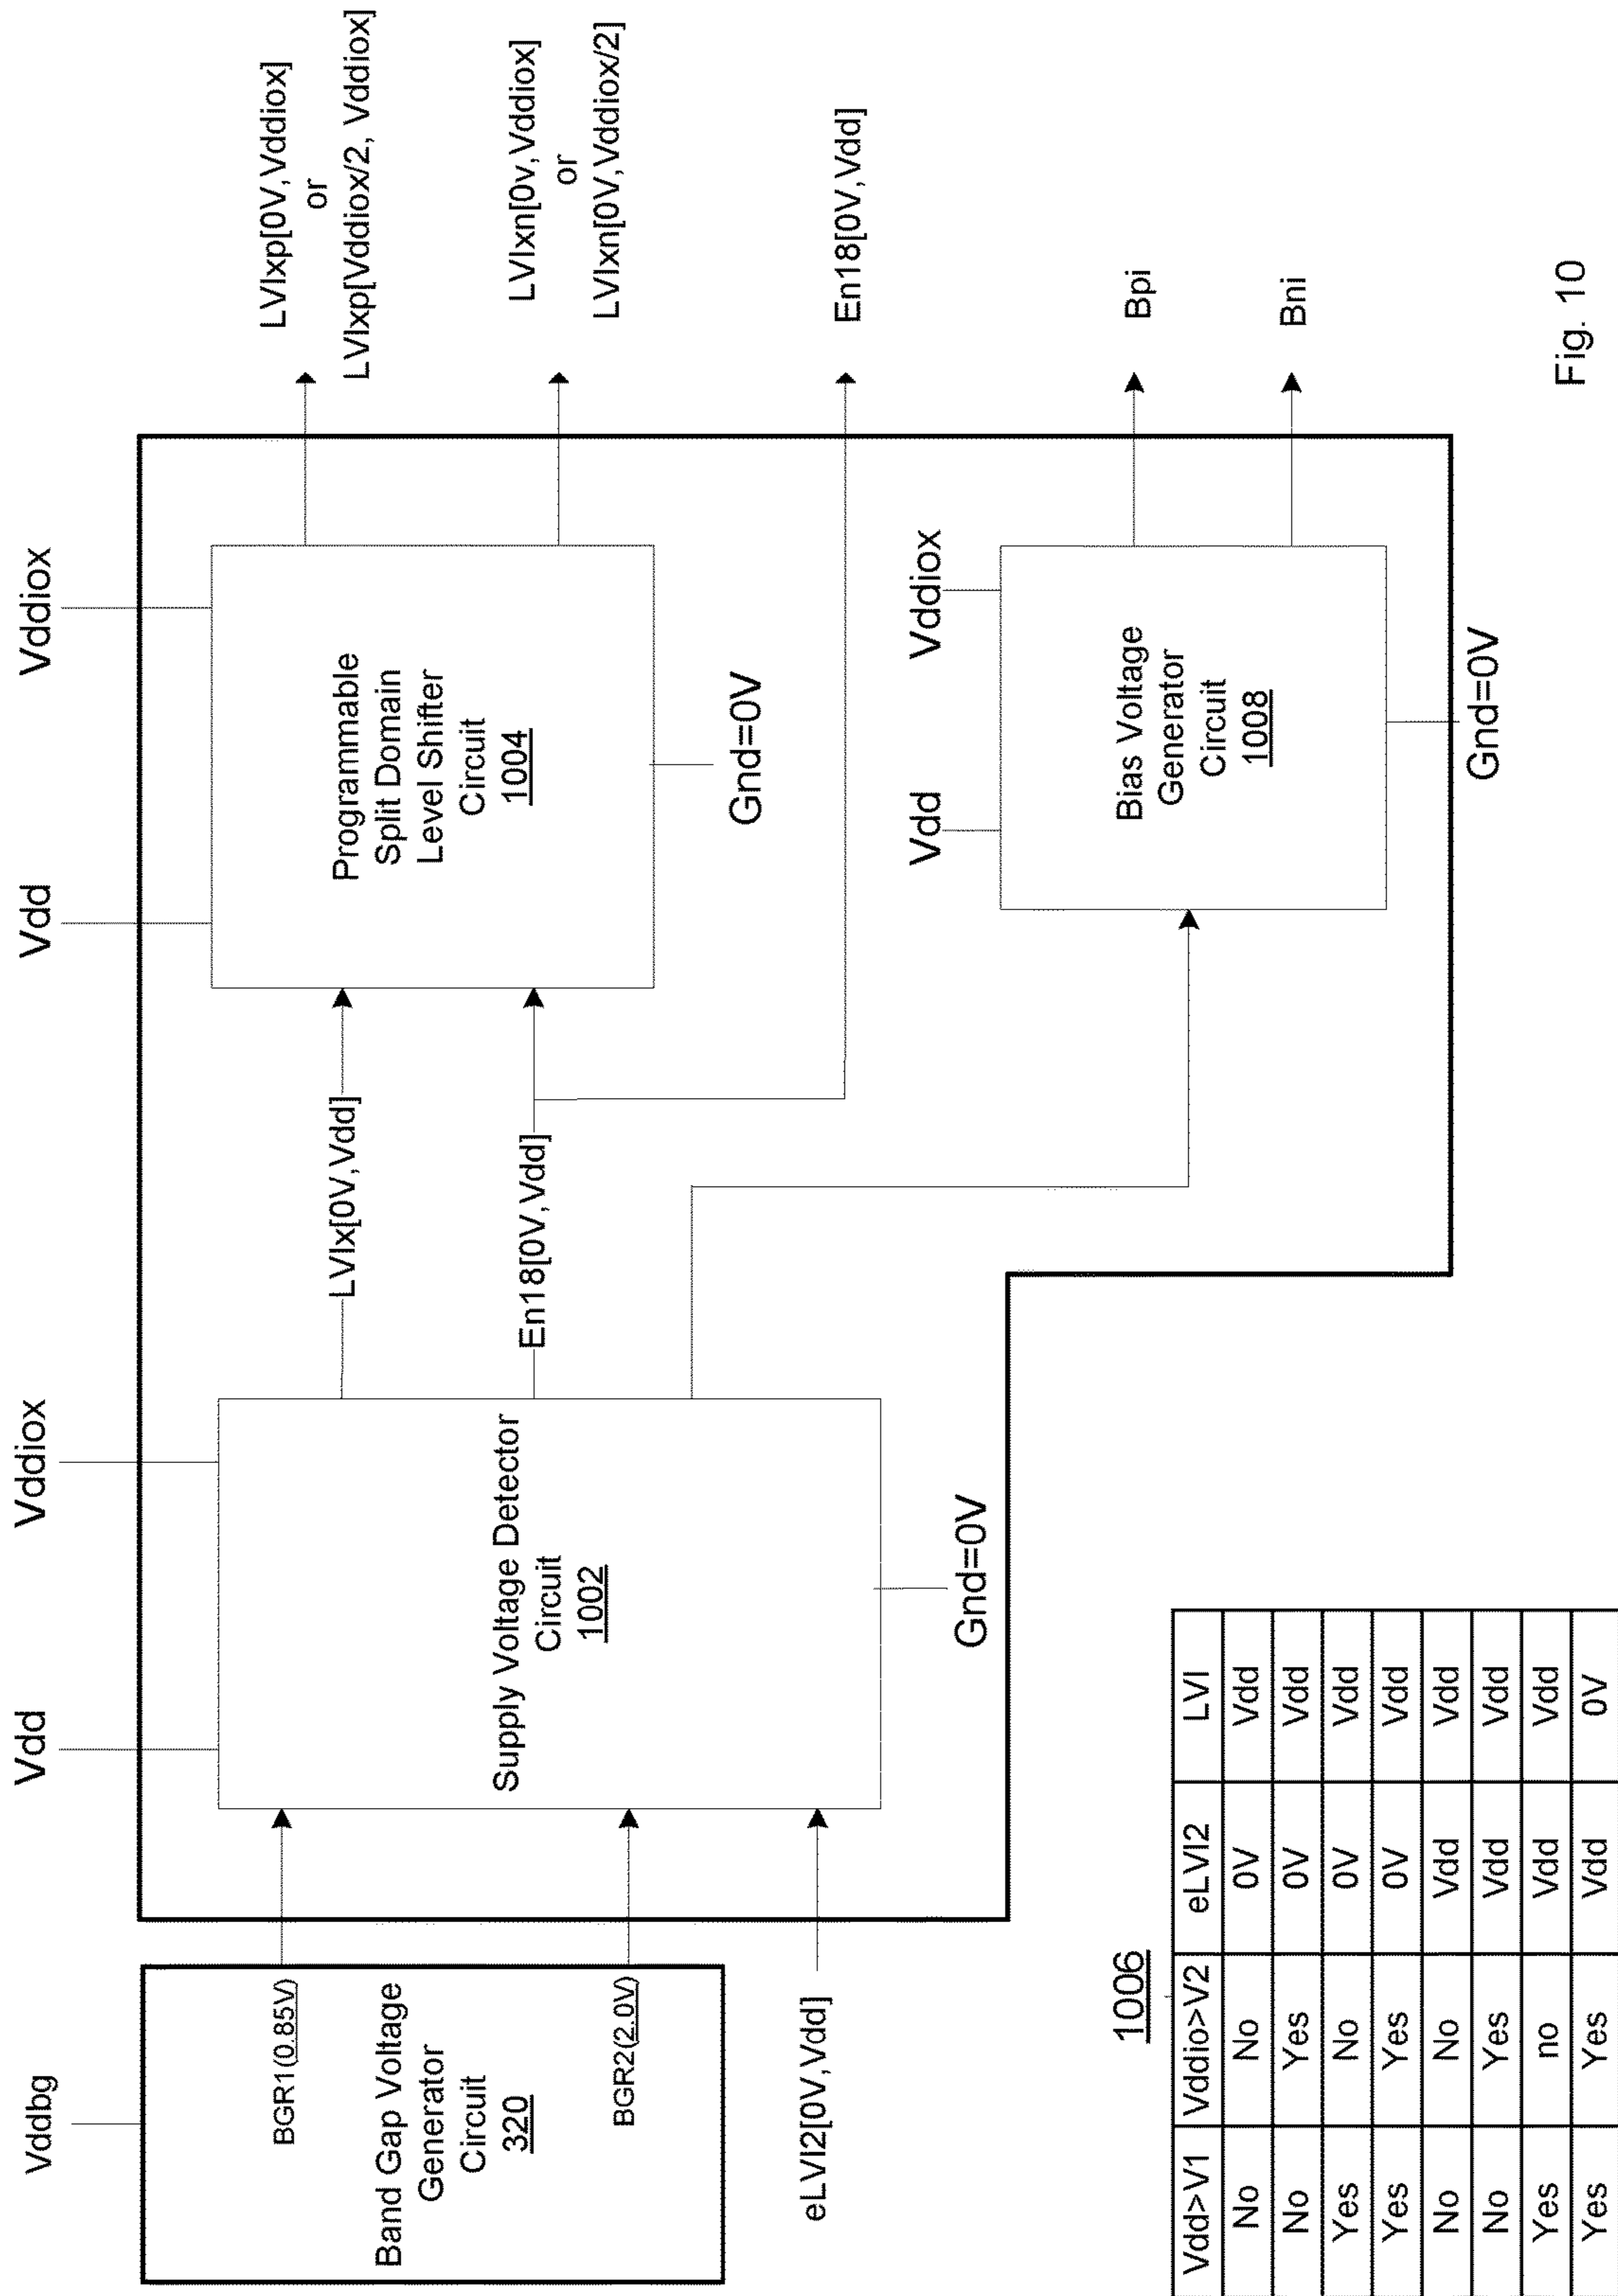 Vddbg
Band Gap Voltage
Generator
Circuit
320
BGR1(0.85V)
BGR2(2.0V)
eLVI2[0V,Vdd]
Vdd
Vddiox
Supply Voltage Detector
Circuit
1002
Gnd=0V
LVIx[0V,Vdd]
En18[0V,Vdd]
Vdd
Vddiox
Programmable
Split Domain
Level Shifter
Circuit
1004
Gnd=0V
Vdd
Vddiox
Bias Voltage
Generator
Circuit
1008
Gnd=0V
LVIxp[0V,Vddiox]
or
LVIxp[Vddiox/2, Vddiox]
LVIxn[0v,Vddiox]
or
LVIxn[0V,Vddiox/2]
En18[0V,Vdd]
Bpi
Bni
1006
Vdd>V1 Vddio>V2 eLVI2 LVI
No No 0V Vdd
No Yes 0V Vdd
Yes No 0V Vdd
Yes Yes 0V Vdd
No No Vdd Vdd
No Yes Vdd Vdd
Yes no Vdd Vdd
Yes Yes Vdd 0V
Fig. 10